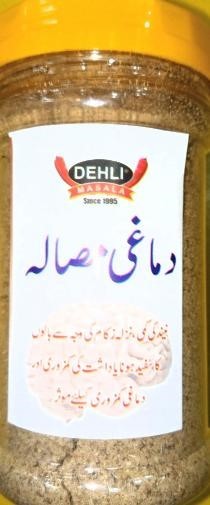 DEHLI
MASALA
Since 1995
دماغی مصالہ
نیند کی کمی، نزلہ زکام کی وجہ سے بالوں
کا سفید ہونا یاداشت کی کمزوری اور
دماغی کمزوری کیلئے موثر